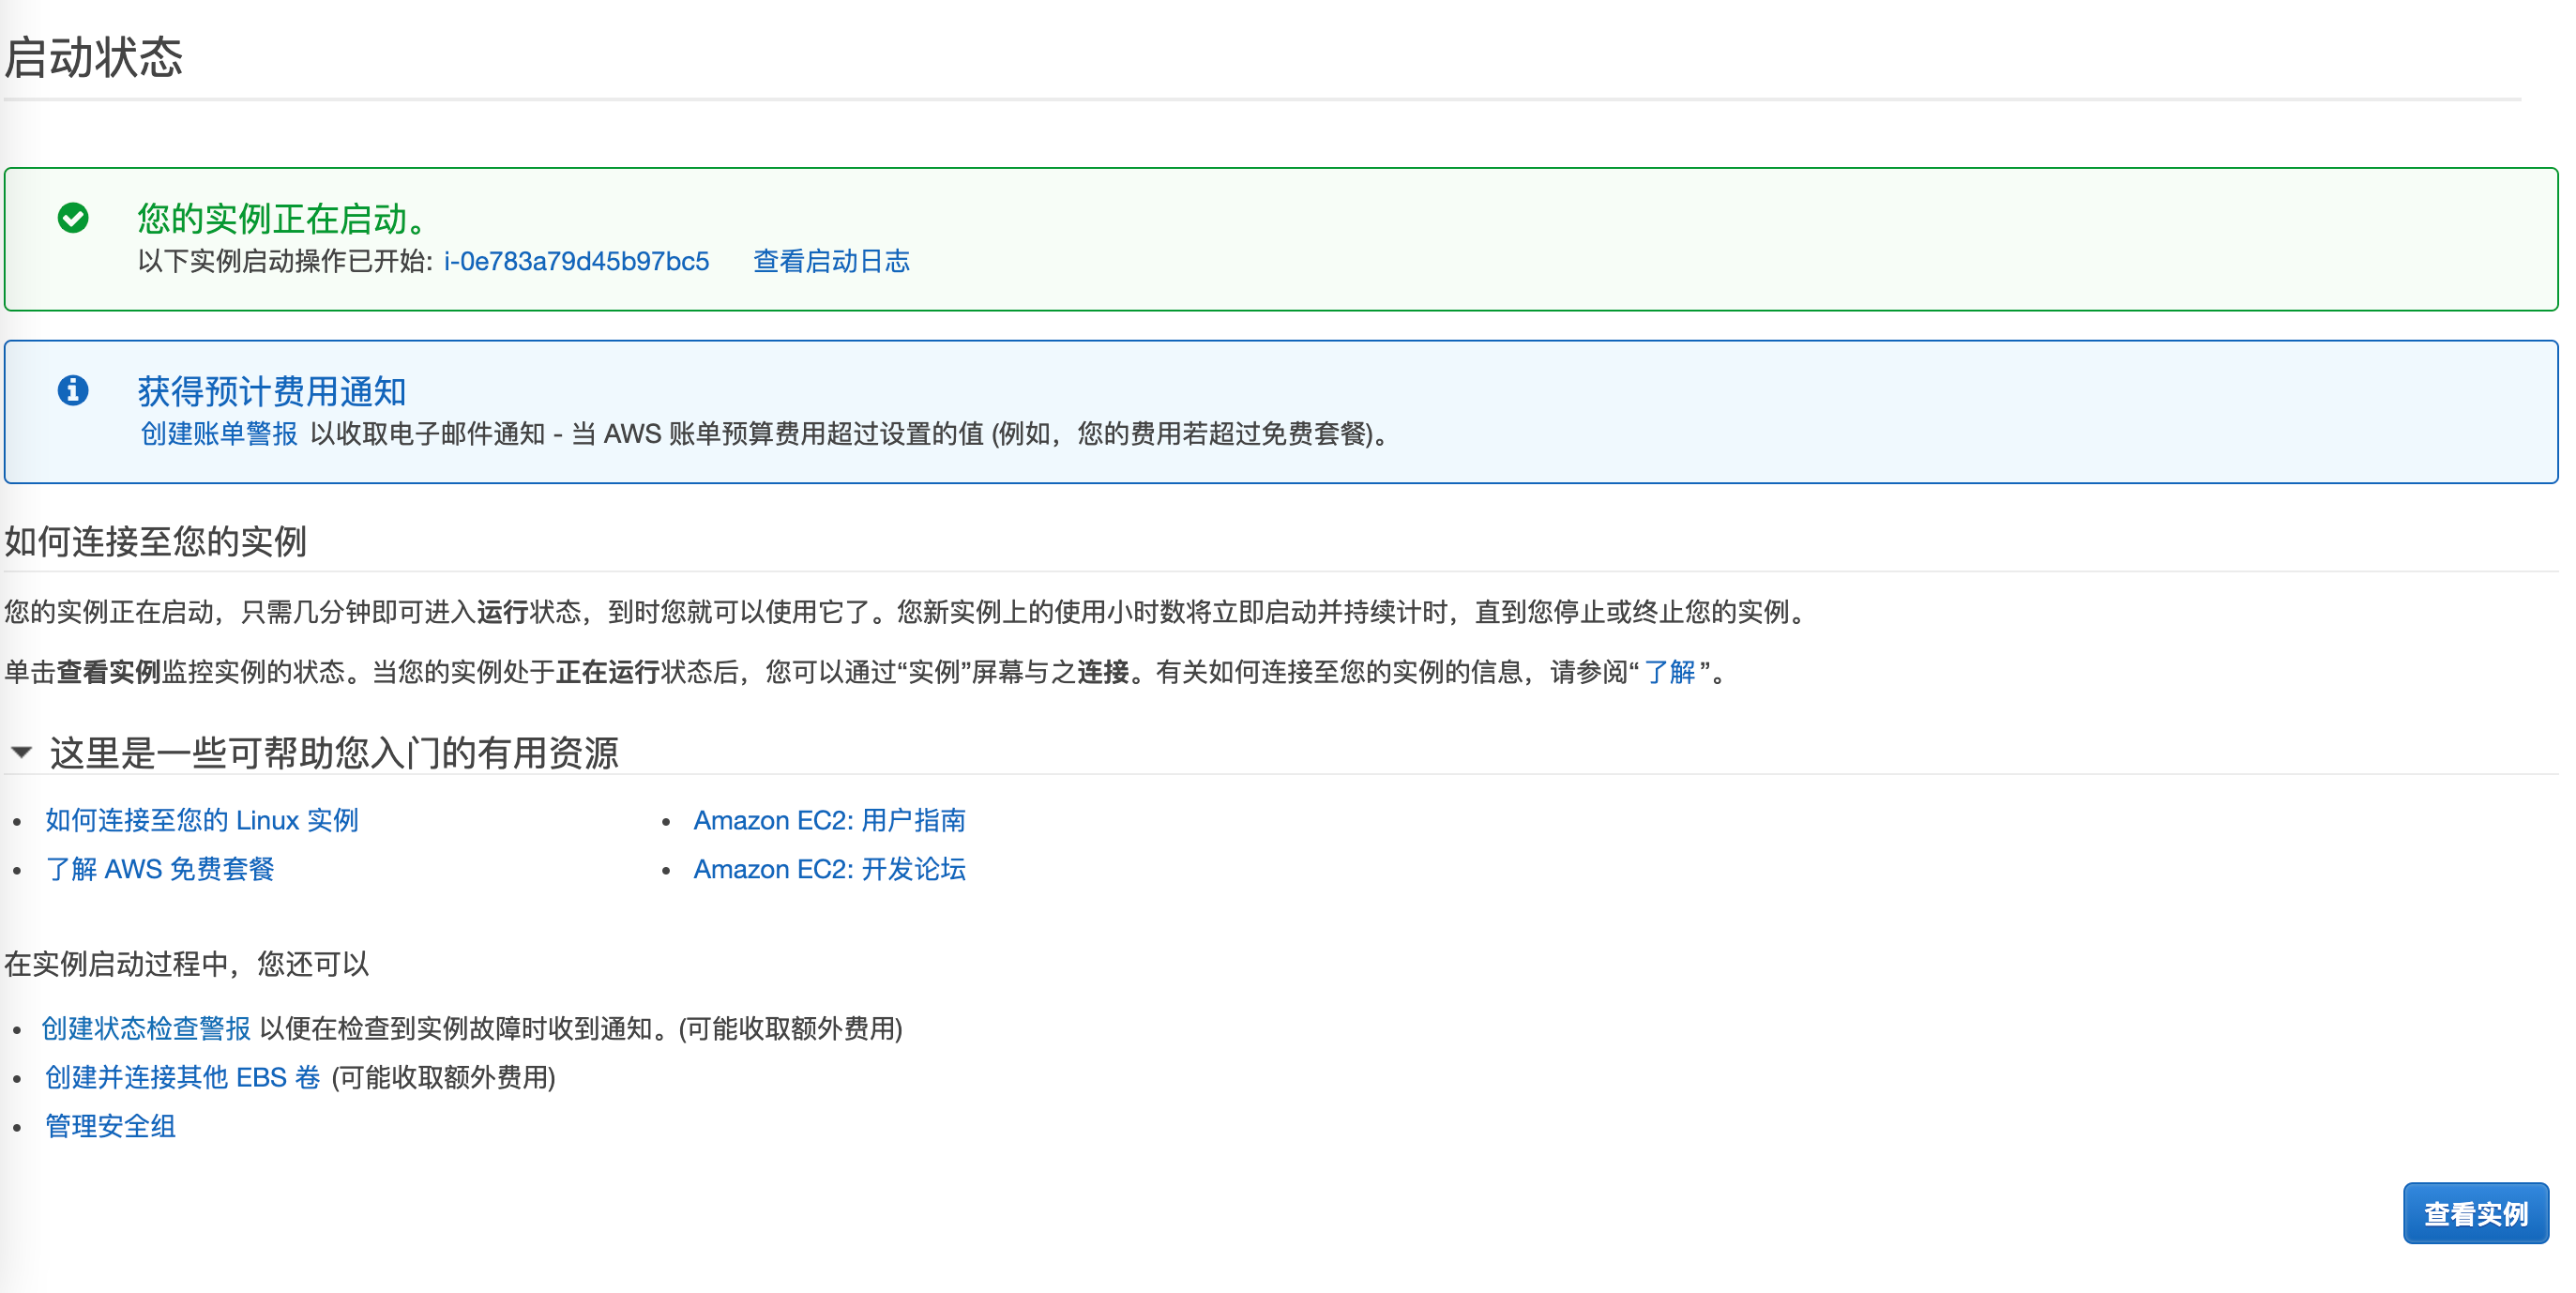 启动状态
您的实例正在启动。
以下实例启动操作已开始: i-0e783a79d45b97bc5 查看启动日志
获得预计费用通知
创建账单警报 以收取电子邮件通知 - 当 AWS 账单预算费用超过设置的值 (例如，您的费用若超过免费套餐)。
如何连接至您的实例
您的实例正在启动，只需几分钟即可进入运行状态，到时您就可以使用它了。您新实例上的使用小时数将立即启动并持续计时，直到您停止或终止您的实例。
单击查看实例监控实例的状态。当您的实例处于正在运行状态后，您可以通过“实例”屏幕与之连接。有关如何连接至您的实例的信息，请参阅“ 了解 ”。
这里是一些可帮助您入门的有用资源
• 如何连接至您的 Linux 实例
• 了解 AWS 免费套餐
• Amazon EC2: 用户指南
• Amazon EC2: 开发论坛
在实例启动过程中，您还可以
• 创建状态检查警报 以便在检查到实例故障时收到通知。(可能收取额外费用)
• 创建并连接其他 EBS 卷 (可能收取额外费用)
• 管理安全组
查看实例